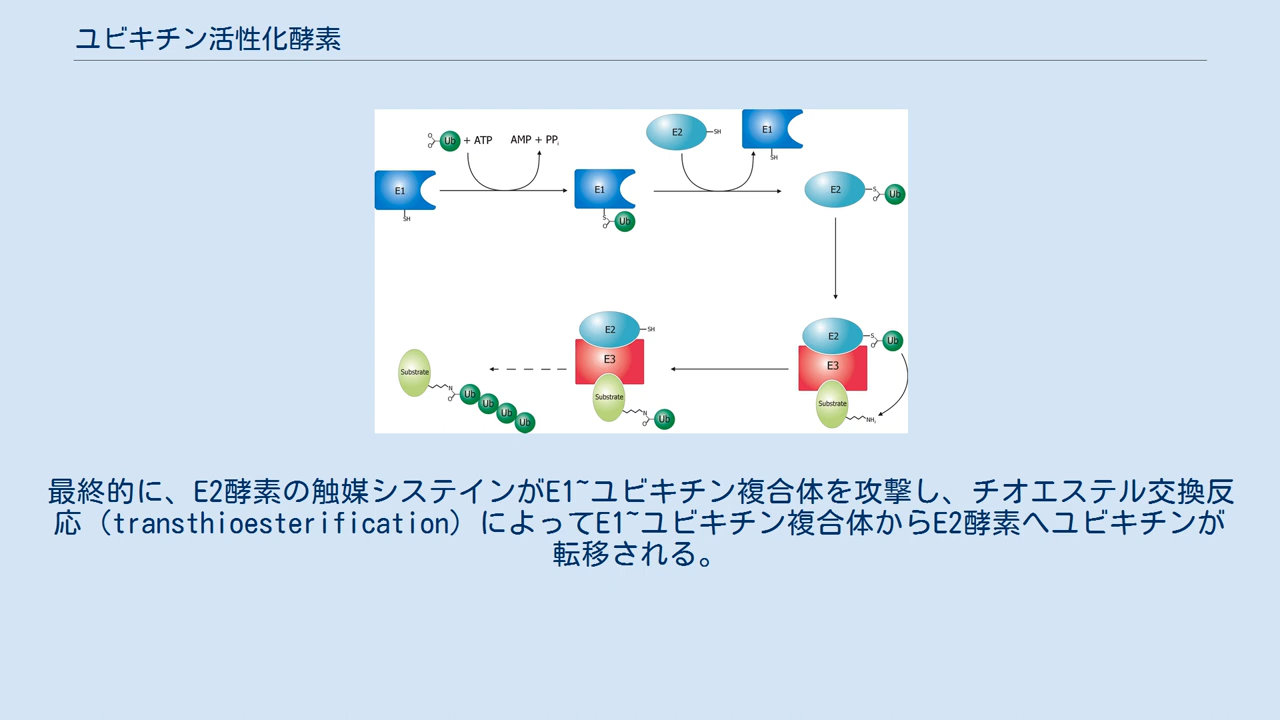 ユビキチン活性化酵素
Ub + ATP
AMP + PPi
E2 SH
E1
SH
E1
SH
E1
S
O
Ub
E2 S
O
Ub
E2 SH
E3
Substrate
N
O
Ub
E2 S
O
Ub
E3
Substrate
NH2
Substrate
N
O
Ub
Ub
Ub
Ub
最終的に、E2酵素の触媒システインがE1~ユビキチン複合体を攻撃し、チオエステル交換反
応（transthioesterification）によってE1~ユビキチン複合体からE2酵素へユビキチンが
転移される。